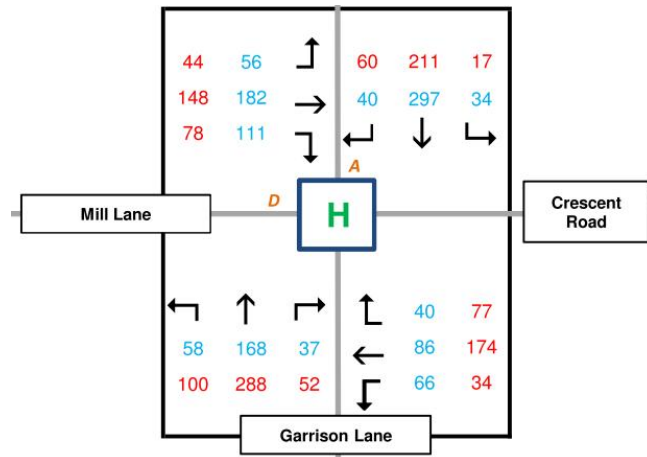 44 56
148 182
78 111
60 211 17
40 297 34
A
D
H
Mill Lane
Crescent
Road
58 168 37
100 288 52
40 77
86 174
66 34
Garrison Lane